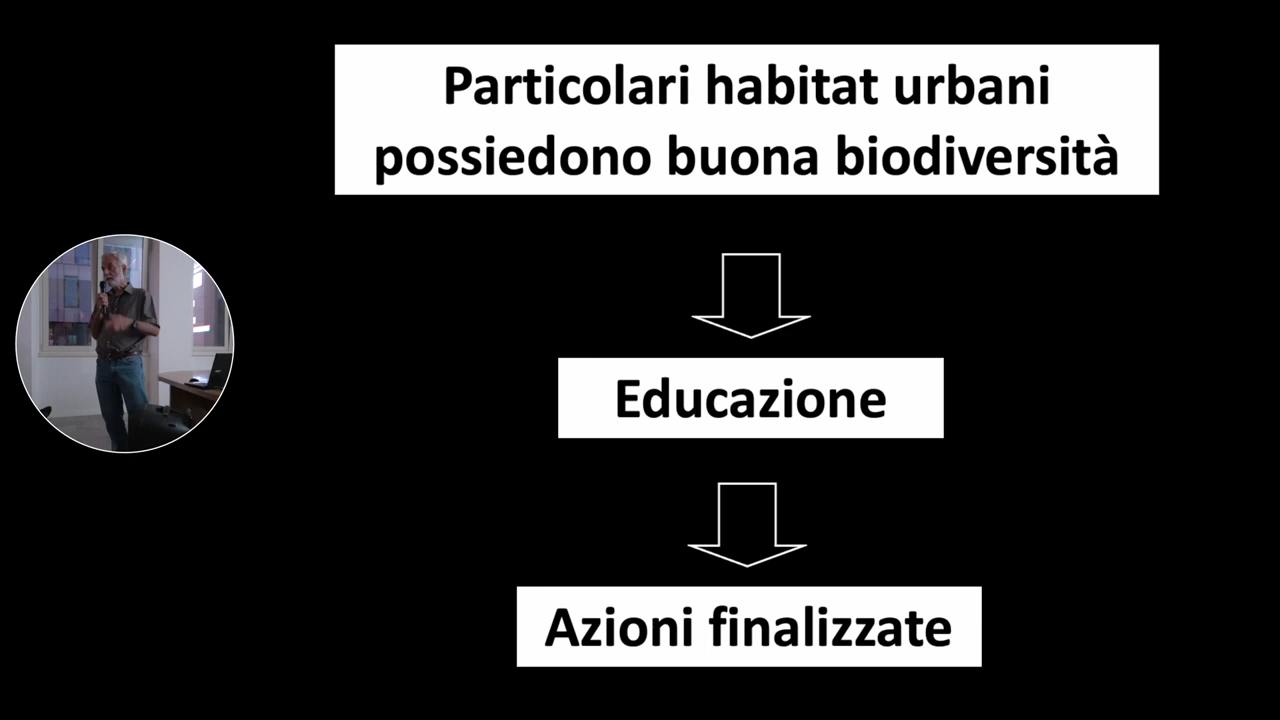 Particolari habitat urbani
possiedono buona biodiversità
Educazione
Azioni finalizzate